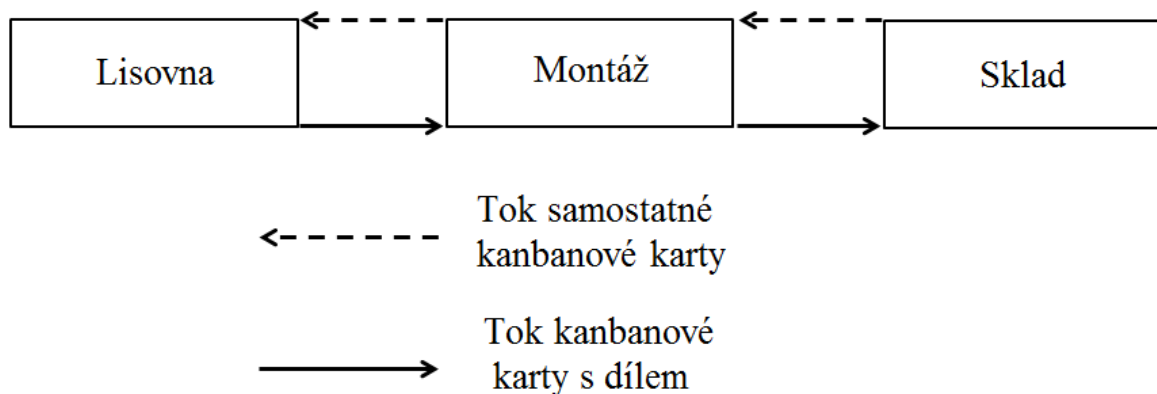 Lisovna
Montáž
Sklad
Tok samostatné
kanbanové karty
Tok kanbanové
karty s dílem